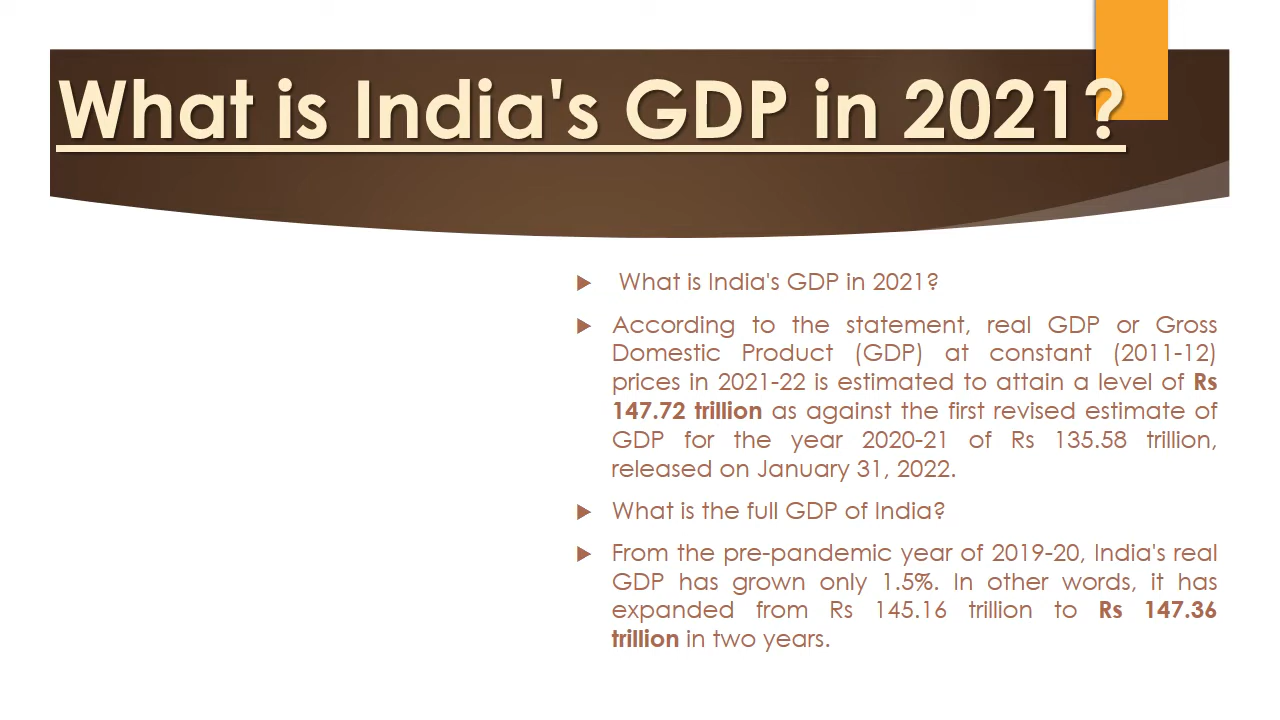 What is India's GDP in 2021?
What is India's GDP in 2021?
According to the statement, real GDP or Gross
Domestic Product (GDP) at constant (2011-12)
prices in 2021-22 is estimated to attain a level of Rs
147.72 trillion as against the first revised estimate of
GDP for the year 2020-21 of Rs 135.58 trillion,
released on January 31, 2022.
What is the full GDP of India?
From the pre-pandemic year of 2019-20, India's real
GDP has grown only 1.5%. In other words, it has
expanded from Rs 145.16 trillion to Rs 147.36
trillion in two years.